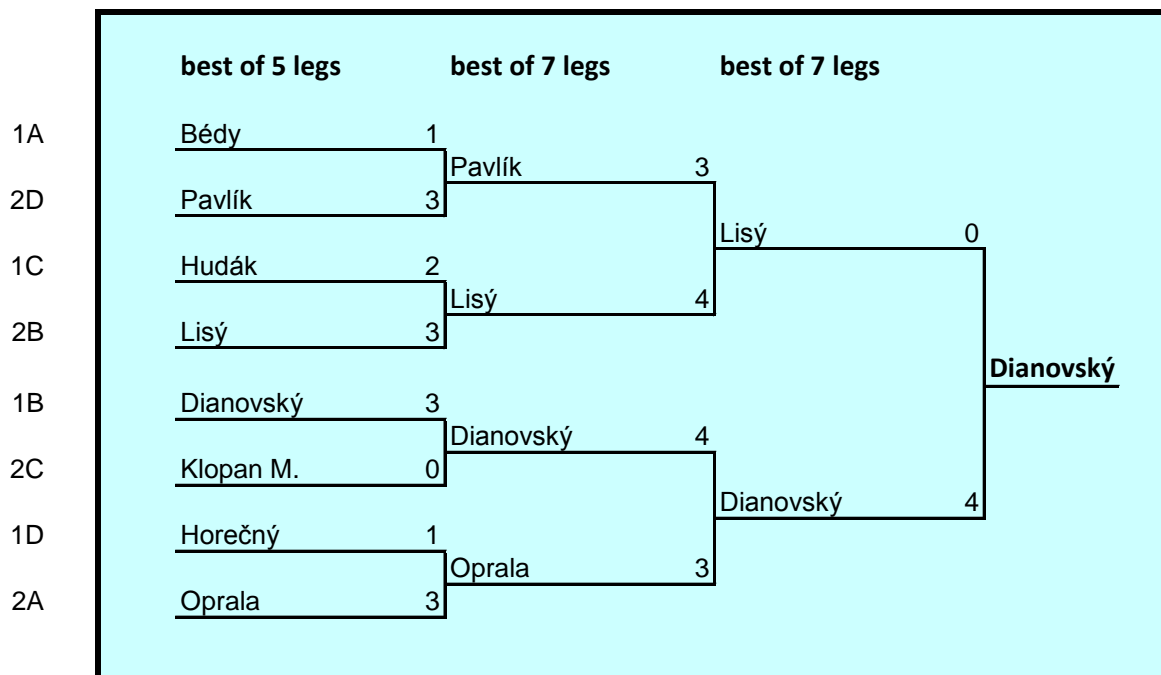 best of 5 legs best of 7 legs best of 7 legs
1A Bédy 1
Pavlík 3
2D Pavlík 3
Lisý 0
1C Hudák 2
Lisý 4
2B Lisý 3
Dianovský
1B Dianovský 3
Dianovský 4
2C Klopan M. 0
Dianovský 4
1D Horečný 1
Oprala 3
2A Oprala 3